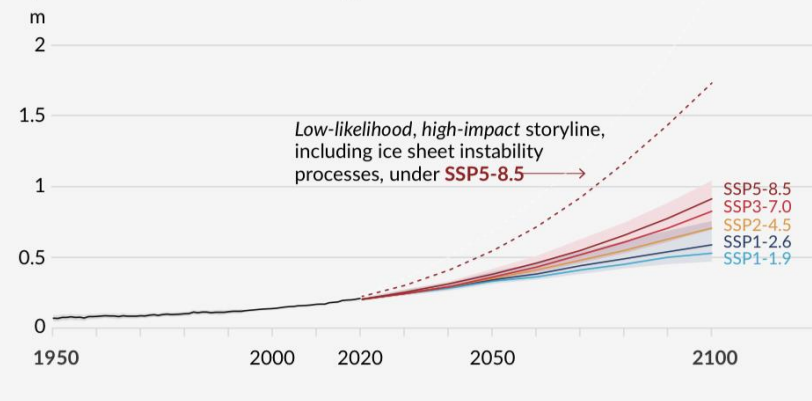 m
2
1.5
Low-likelihood, high-impact storyline,
including ice sheet instability
processes, under SSP5-8.5
1
SSP5-8.5
SSP3-7.0
SSP2-4.5
SSP1-2.6
SSP1-1.9
0.5
0
1950 2000 2020 2050 2100